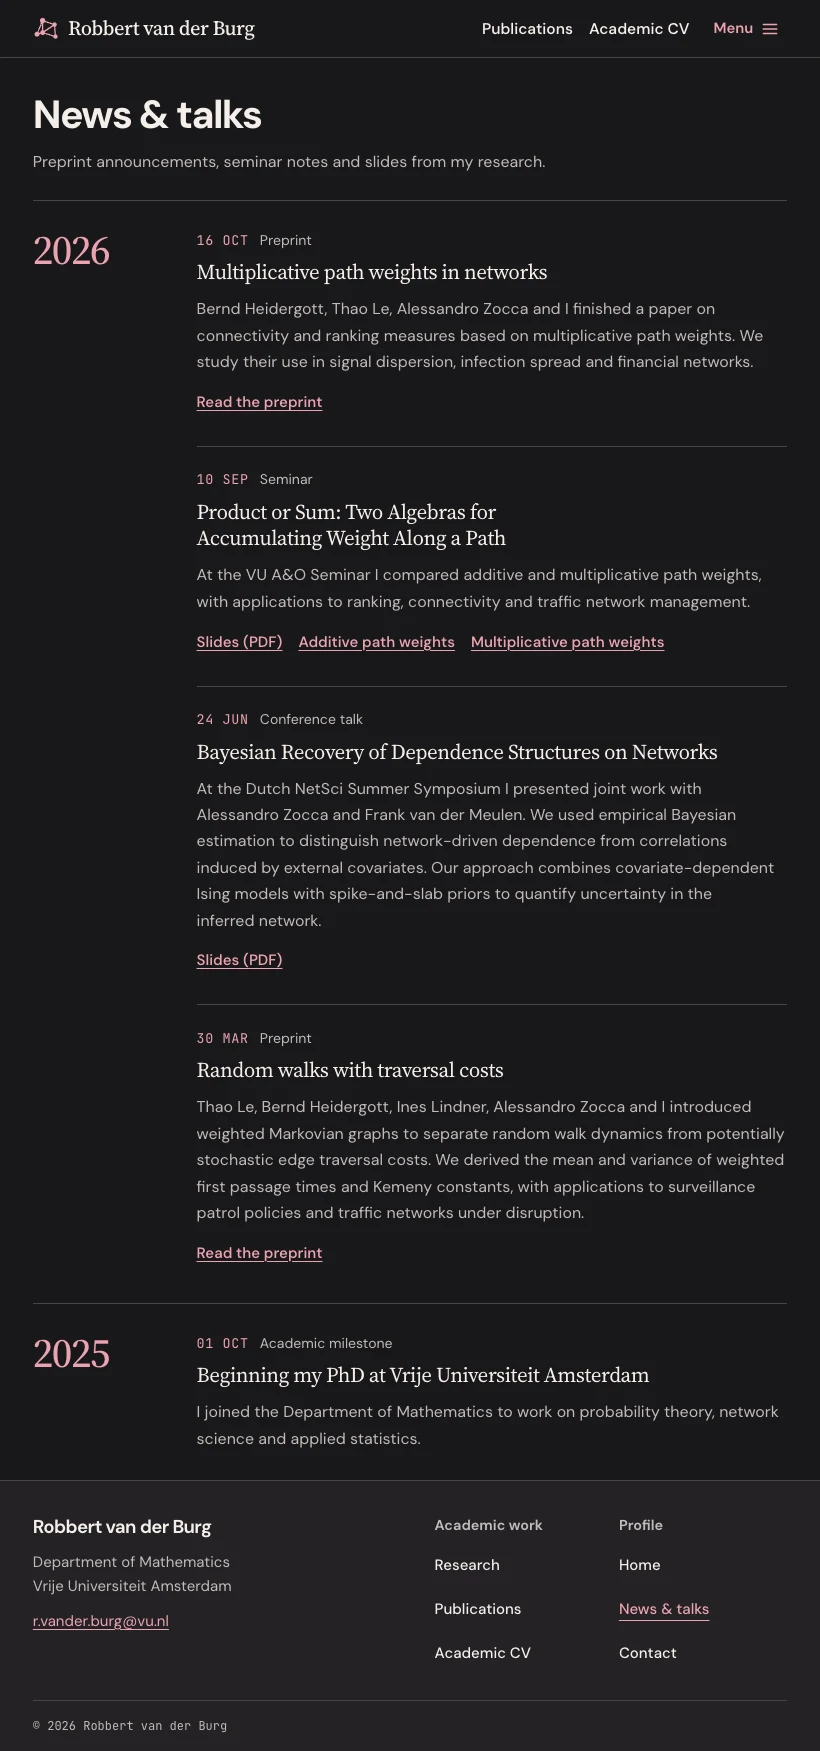 Robbert van der Burg
Publications Academic CV Menu
News & talks
Preprint announcements, seminar notes and slides from my research.
2026
16 OCT Preprint
Multiplicative path weights in networks
Bernd Heidergott, Thao Le, Alessandro Zocca and I finished a paper on
connectivity and ranking measures based on multiplicative path weights. We
study their use in signal dispersion, infection spread and financial networks.
Read the preprint
10 SEP Seminar
Product or Sum: Two Algebras for
Accumulating Weight Along a Path
At the VU A&O Seminar I compared additive and multiplicative path weights,
with applications to ranking, connectivity and traffic network management.
Slides (PDF) Additive path weights Multiplicative path weights
24 JUN Conference talk
Bayesian Recovery of Dependence Structures on Networks
At the Dutch NetSci Summer Symposium I presented joint work with
Alessandro Zocca and Frank van der Meulen. We used empirical Bayesian
estimation to distinguish network-driven dependence from correlations
induced by external covariates. Our approach combines covariate-dependent
Ising models with spike-and-slab priors to quantify uncertainty in the
inferred network.
Slides (PDF)
30 MAR Preprint
Random walks with traversal costs
Thao Le, Bernd Heidergott, Ines Lindner, Alessandro Zocca and I introduced
weighted Markovian graphs to separate random walk dynamics from potentially
stochastic edge traversal costs. We derived the mean and variance of weighted
first passage times and Kemeny constants, with applications to surveillance
patrol policies and traffic networks under disruption.
Read the preprint
2025
01 OCT Academic milestone
Beginning my PhD at Vrije Universiteit Amsterdam
I joined the Department of Mathematics to work on probability theory, network
science and applied statistics.
Robbert van der Burg
Department of Mathematics
Vrije Universiteit Amsterdam
r.vander.burg@vu.nl
Academic work
Research
Publications
Academic CV
Profile
Home
News & talks
Contact
© 2026 Robbert van der Burg